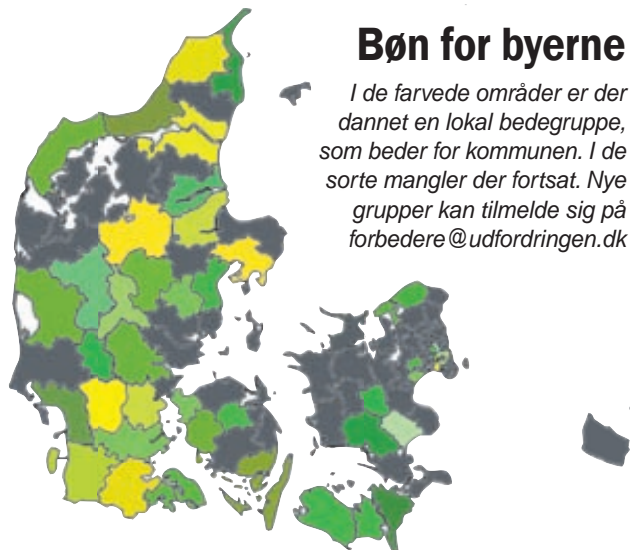 Bøn for byerne
I de farvede områder er der
dannet en lokal bedegruppe,
som beder for kommunen. I de
sorte mangler der fortsat. Nye
grupper kan tilmelde sig på
forbedere@udfordringen.dk